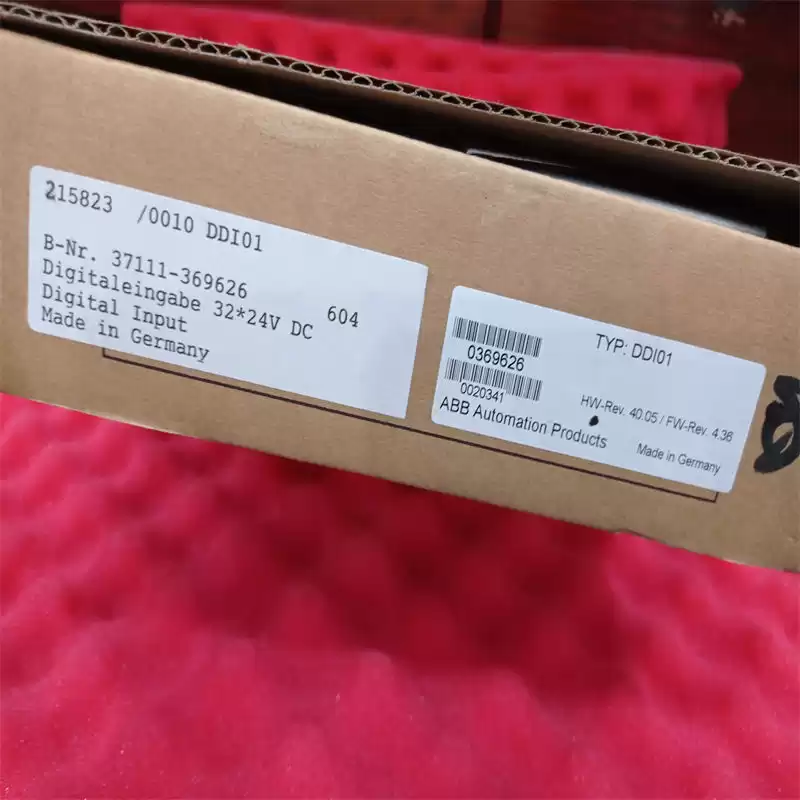 215823 /0010 DDI01
B-Nr. 37111-369626
Digitaleingabe 32*24V DC 604
Digital Input
Made in Germany
TYP: DDI01
0369626
0020341
HW-Rev. 40.05 / FW-Rev. 4.36
ABB Automation Products
Made in Germany